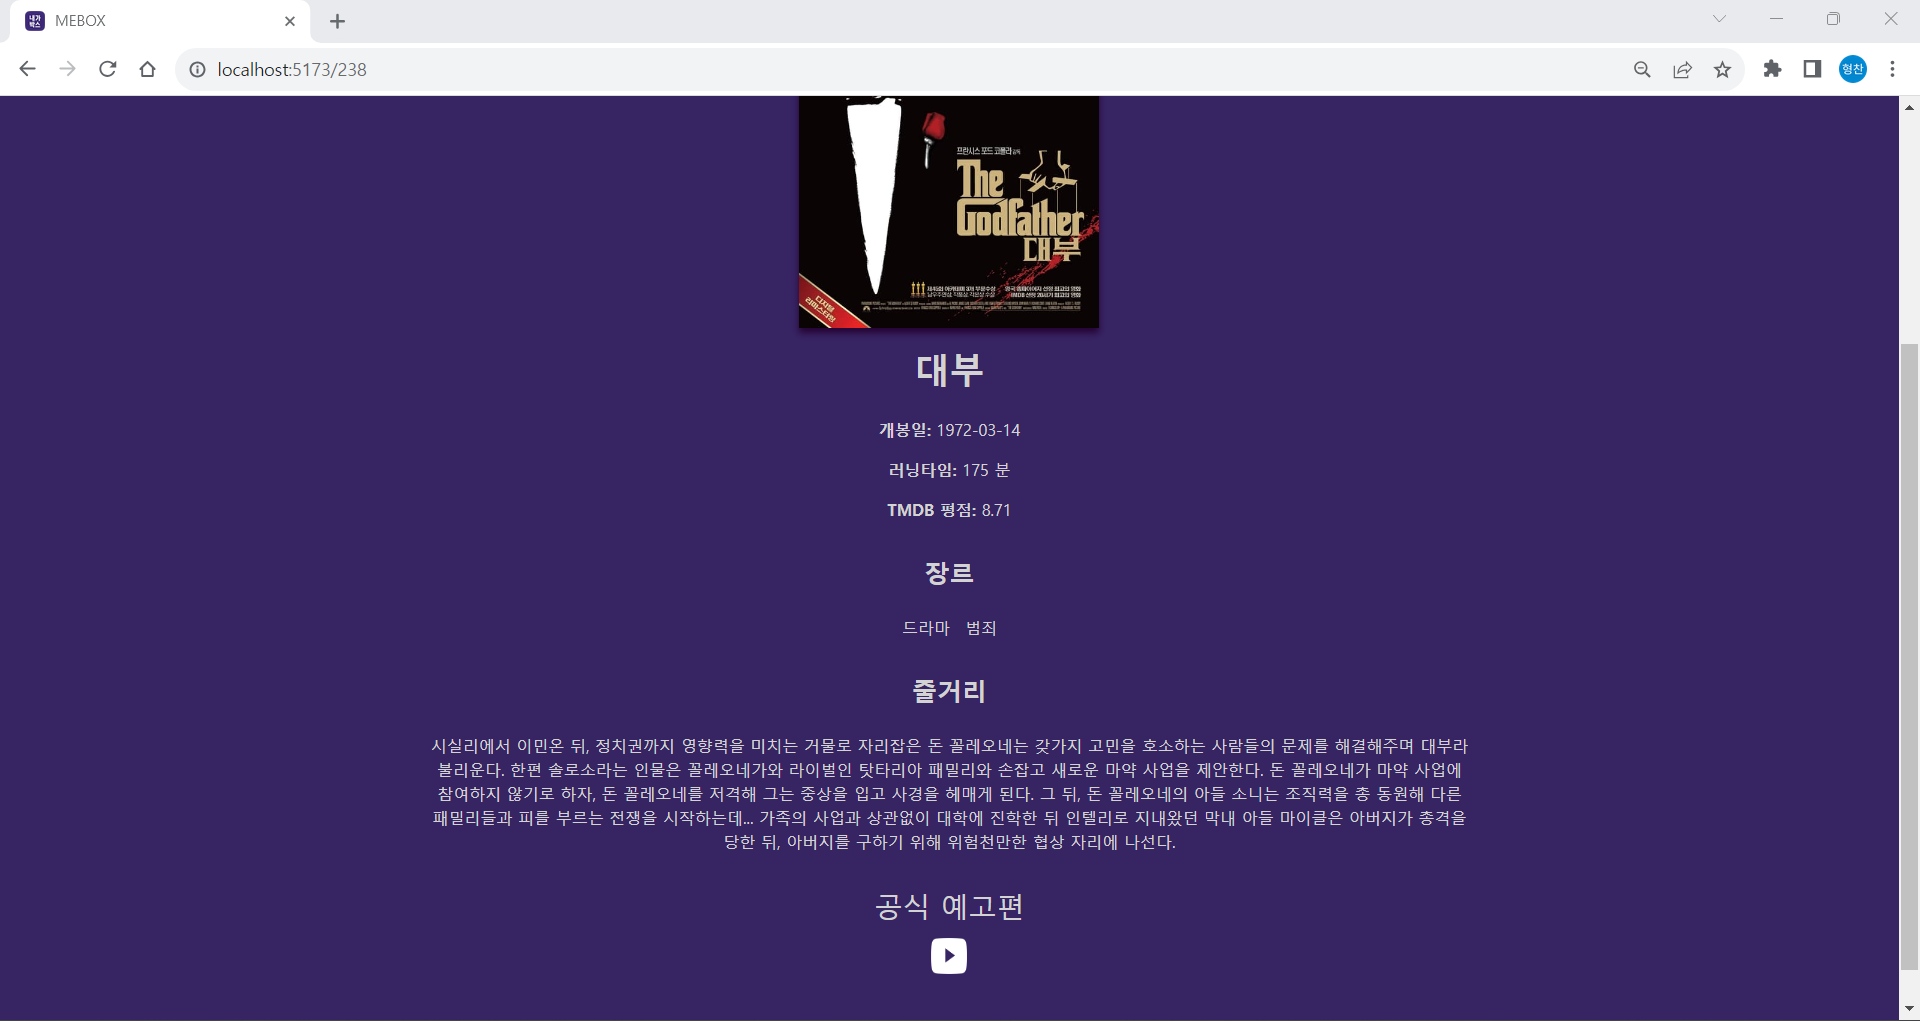 내가
박스
MEBOX
localhost:5173/238
형찬
프란시스 포드 코폴라 감독
The
Godfather
대부
디지털
리마스터링
대부
개봉일: 1972-03-14
러닝타임: 175 분
TMDB 평점: 8.71
장르
드라마 범죄
줄거리
시실리에서 이민온 뒤, 정치권까지 영향력을 미치는 거물로 자리잡은 돈 꼴레오네는 갖가지 고민을 호소하는 사람들의 문제를 해결해주며 대부라
불리운다. 한편 솔로소라는 인물은 꼴레오네가와 라이벌인 탓타리아 패밀리와 손잡고 새로운 마약 사업을 제안한다. 돈 꼴레오네가 마약 사업에
참여하지 않기로 하자, 돈 꼴레오네를 저격해 그는 중상을 입고 사경을 헤매게 된다. 그 뒤, 돈 꼴레오네의 아들 소니는 조직력을 총 동원해 다른
패밀리들과 피를 부르는 전쟁을 시작하는데... 가족의 사업과 상관없이 대학에 진학한 뒤 인텔리로 지내왔던 막내 아들 마이클은 아버지가 총격을
당한 뒤, 아버지를 구하기 위해 위험천만한 협상 자리에 나선다.
공식 예고편